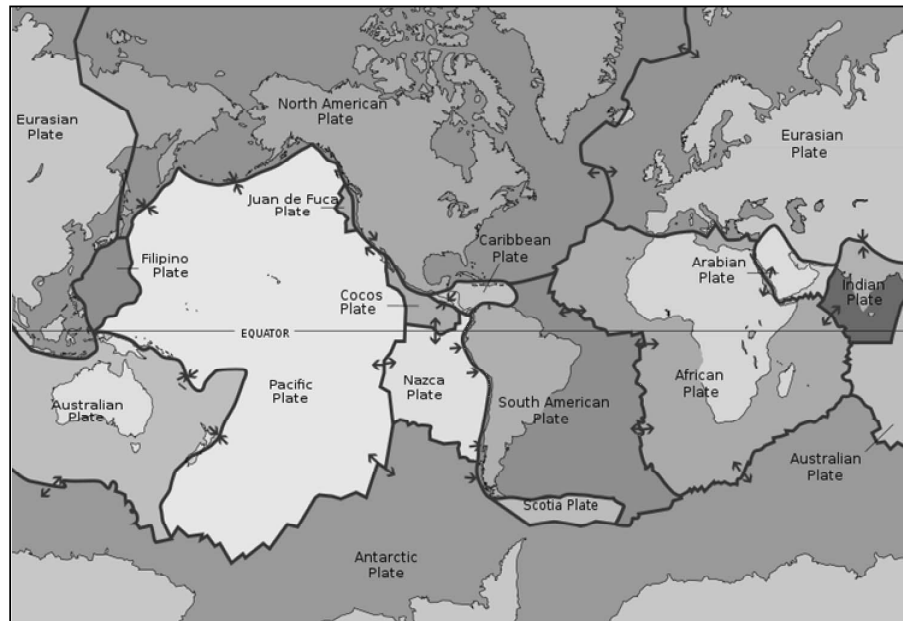 North American
Plate
Eurasian
Plate
Eurasian
Plate
Juan de Fuca
Plate
Caribbean
Plate
Filipino
Plate
Arabian
Plate
Indian
Plate
Cocos
Plate
EQUATOR
Pacific
Plate
Nazca
Plate
African
Plate
Australian
Plate
South American
Plate
Australian
Plate
Scotia Plate
Antarctic
Plate